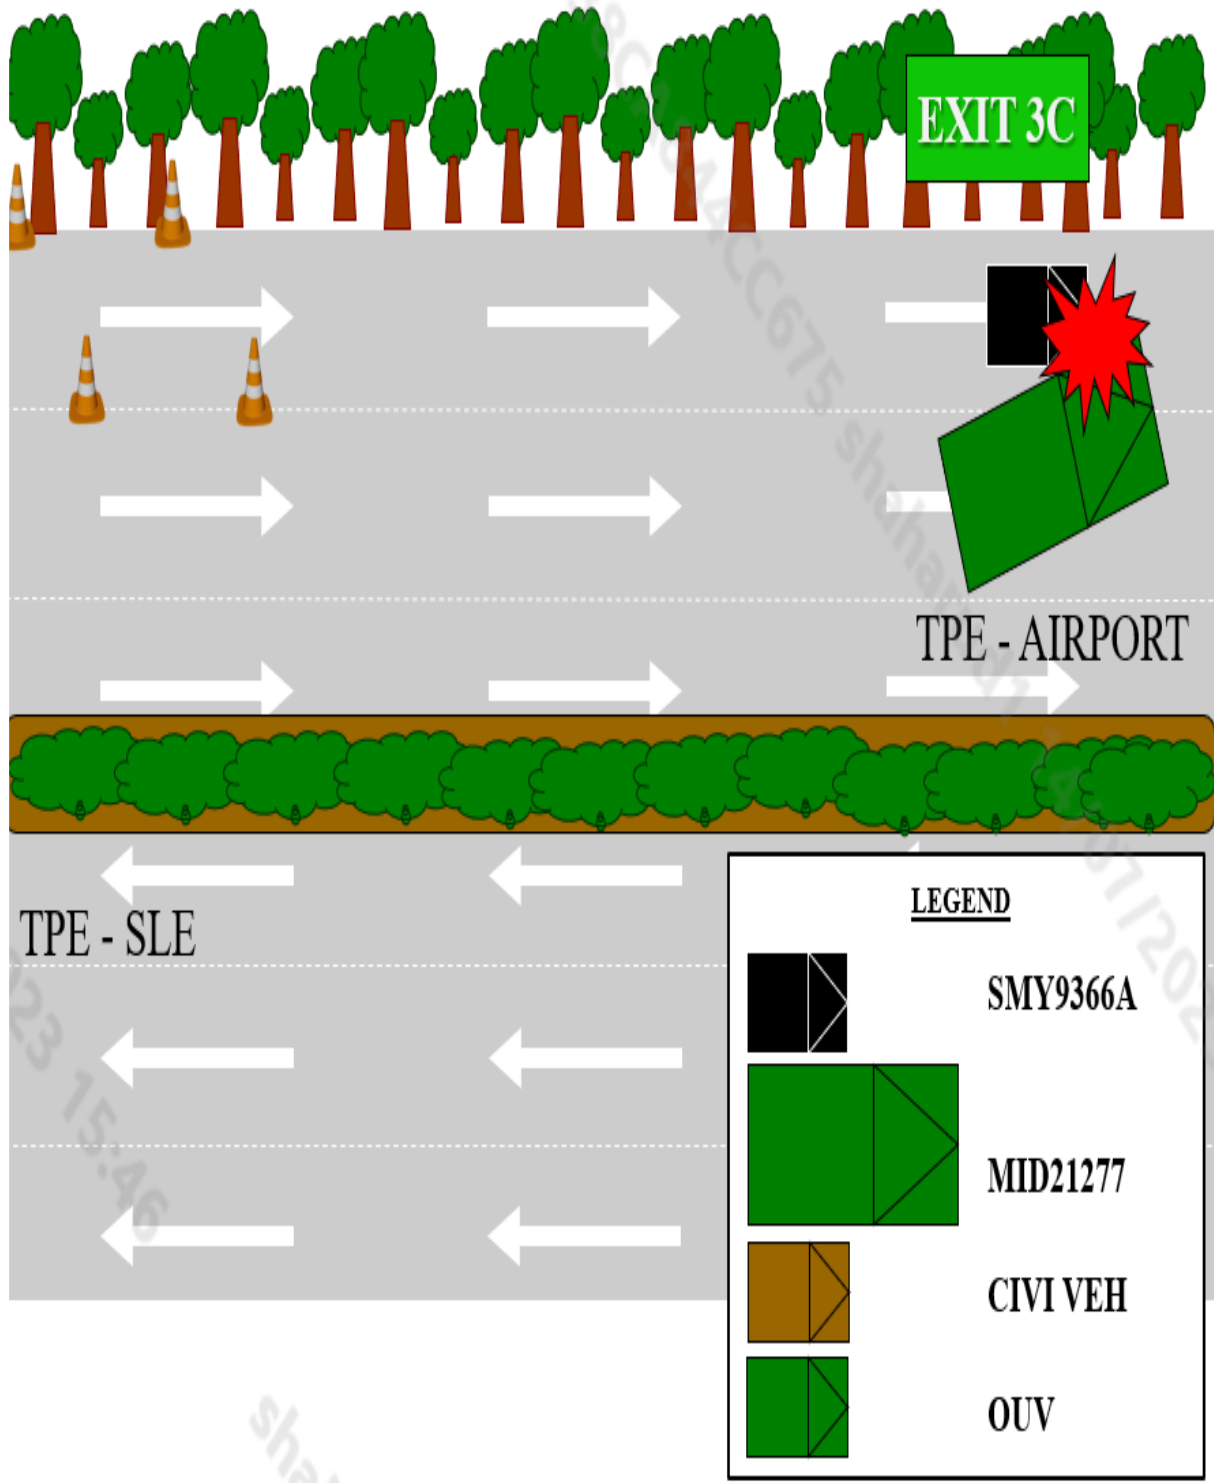 EXIT 3C
TPE - AIRPORT
TPE - SLE
LEGEND
SMY9366A
MID21277
CIVI VEH
OUV